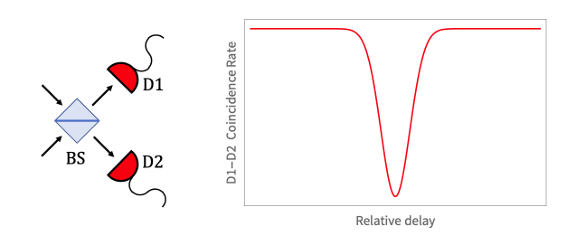 D1
BS
D2
D1–D2 Coincidence Rate
Relative delay